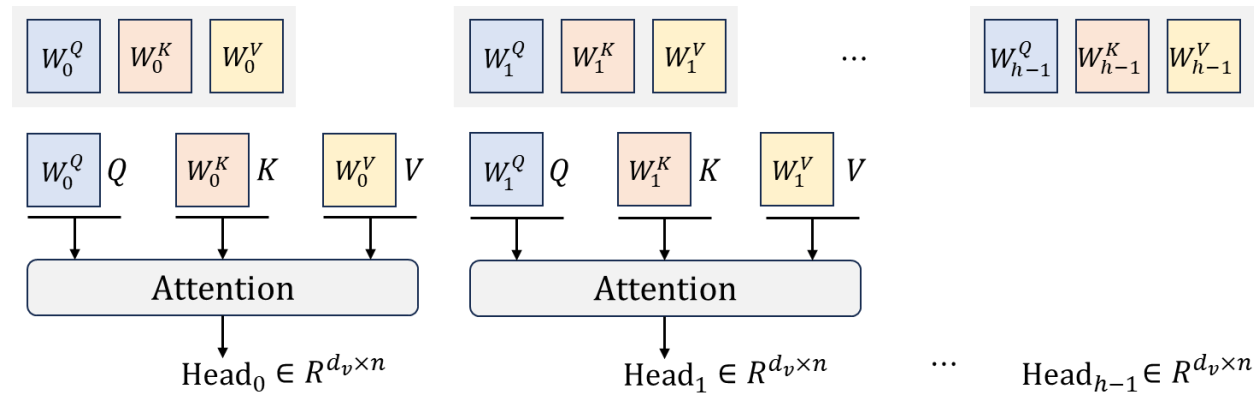 W_0^Q W_0^K W_0^V W_1^Q W_1^K W_1^V ⋯ W_{h−1}^Q W_{h−1}^K W_{h−1}^V
W_0^Q Q W_0^K K W_0^V V W_1^Q Q W_1^K K W_1^V V
Attention Attention
Head_0 ∈ R^{d_v×n} Head_1 ∈ R^{d_v×n} ⋯ Head_{h−1} ∈ R^{d_v×n}